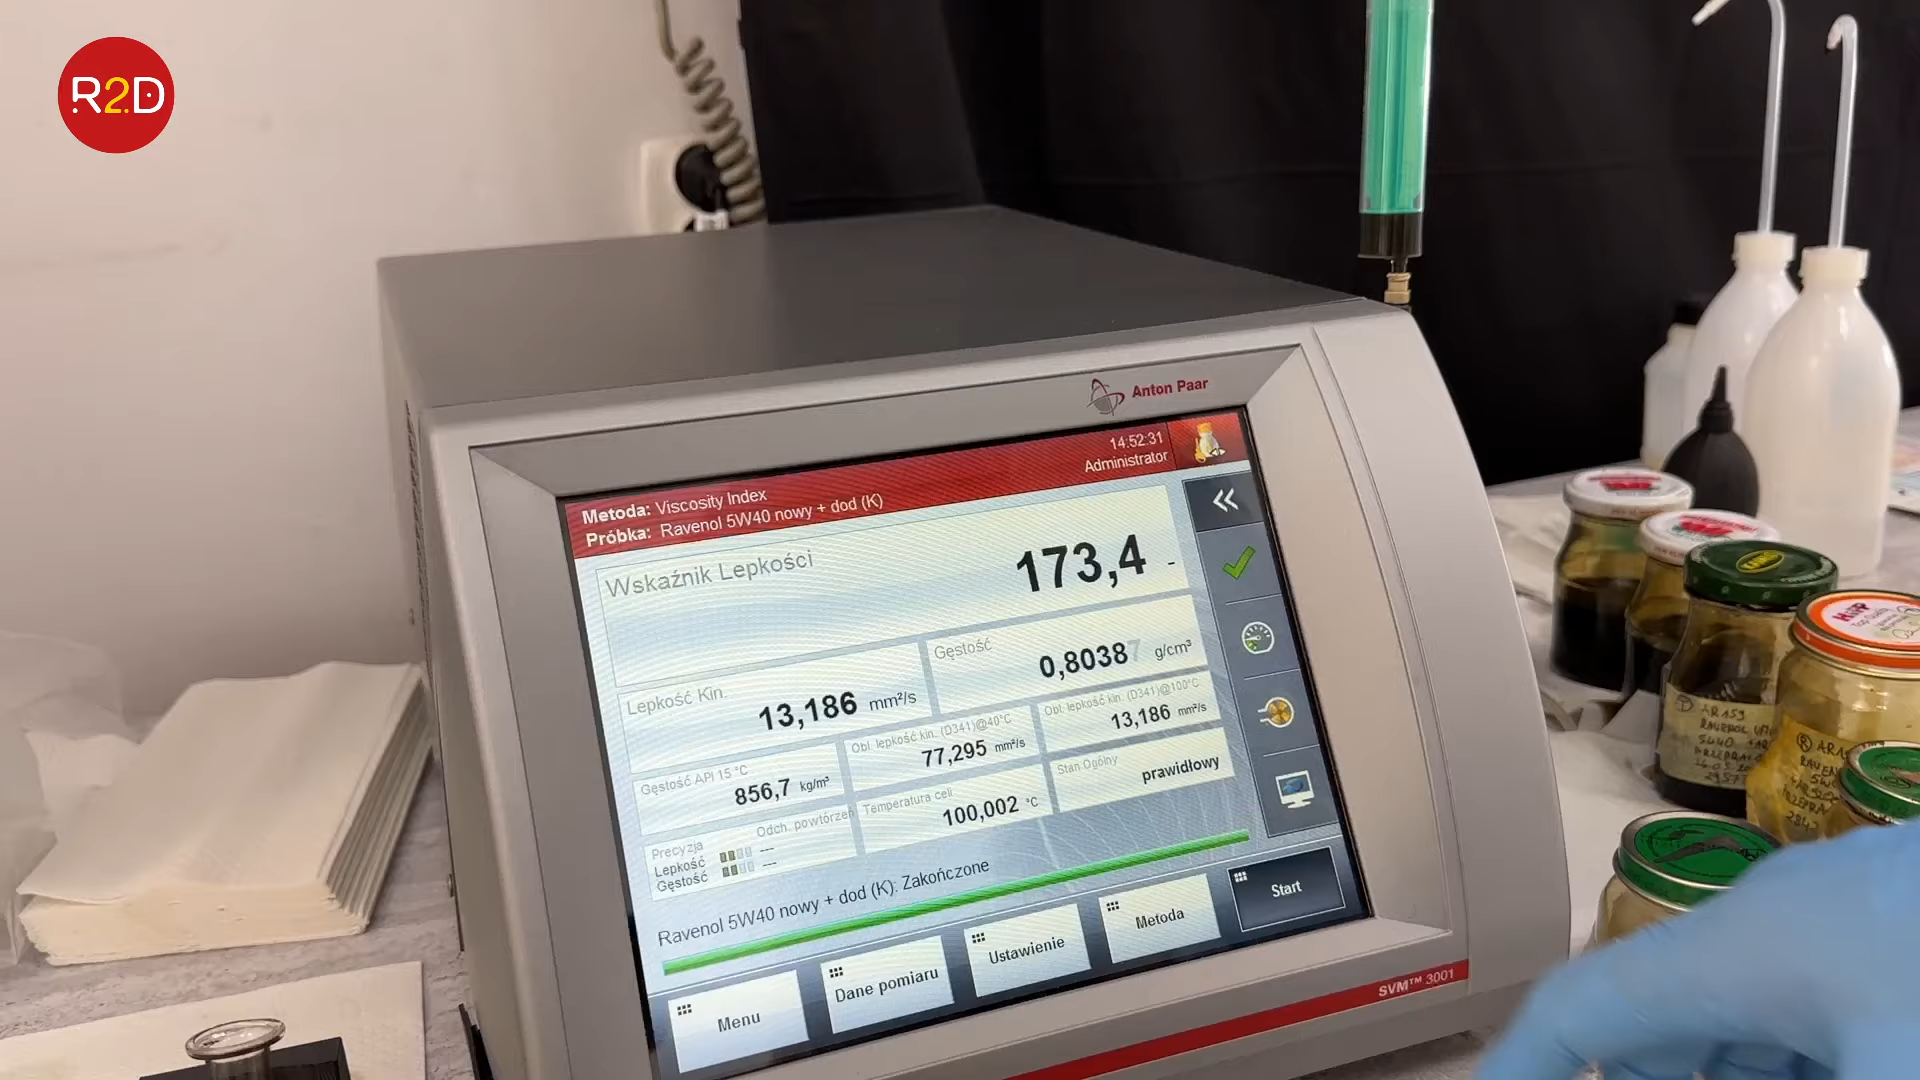 R2D
Anton Paar
14:52:31
Administrator
Metoda: Viscosity Index
Próbka: Ravenol 5W40 nowy + dod (K)
Wskaźnik Lepkości
173,4 -
Lepkość Kin.
13,186 mm²/s
Gęstość
0,80387 g/cm³
Gęstość API 15 °C
856,7 kg/m³
Obl. lepkość kin. (D341)@40°C
77,295 mm²/s
Obl. lepkość kin. (D341)@100°C
13,186 mm²/s
Precyzja
Odch. powtórzeń
Lepkość ---
Gęstość ---
Temperatura celi
100,002 °C
Stan Ogólny
prawidłowy
Ravenol 5W40 nowy + dod (K): Zakończone
Menu
Dane pomiaru
Ustawienie
Metoda
Start
SVM™ 3001
HiPP
AR159
5W40